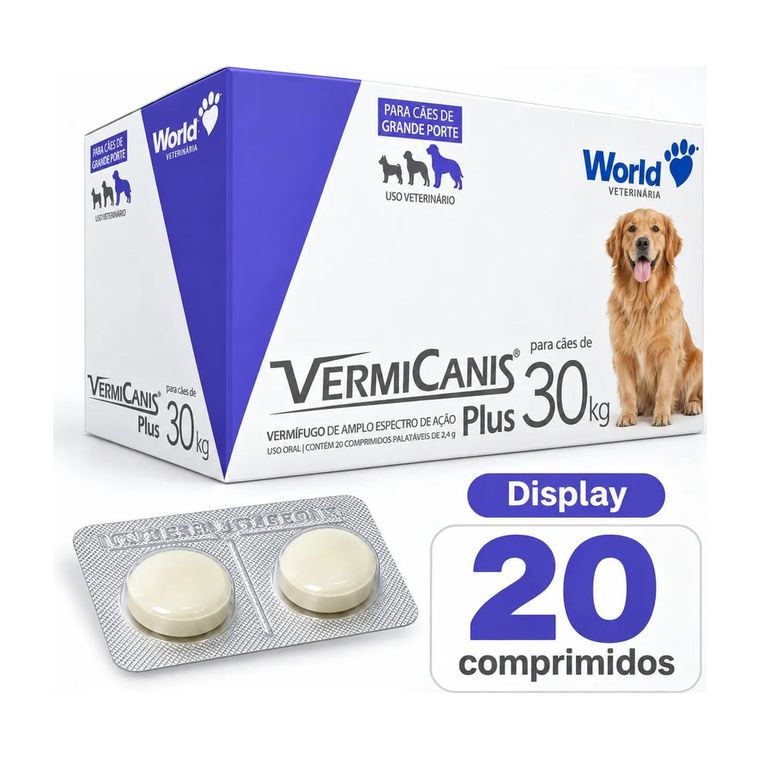 PARA CÃES DE
GRANDE PORTE
USO VETERINÁRIO
World
VETERINÁRIA
VERMICANIS®
Plus
para cães de
30kg
PARA CÃES DE
GRANDE PORTE
USO VETERINÁRIO
World
VETERINÁRIA
VERMICANIS®
Plus
para cães de
30kg
VERMÍFUGO DE AMPLO ESPECTRO DE AÇÃO
USO ORAL | CONTÉM 20 COMPRIMIDOS PALATÁVEIS DE 2,4 g
Display
20
comprimidos